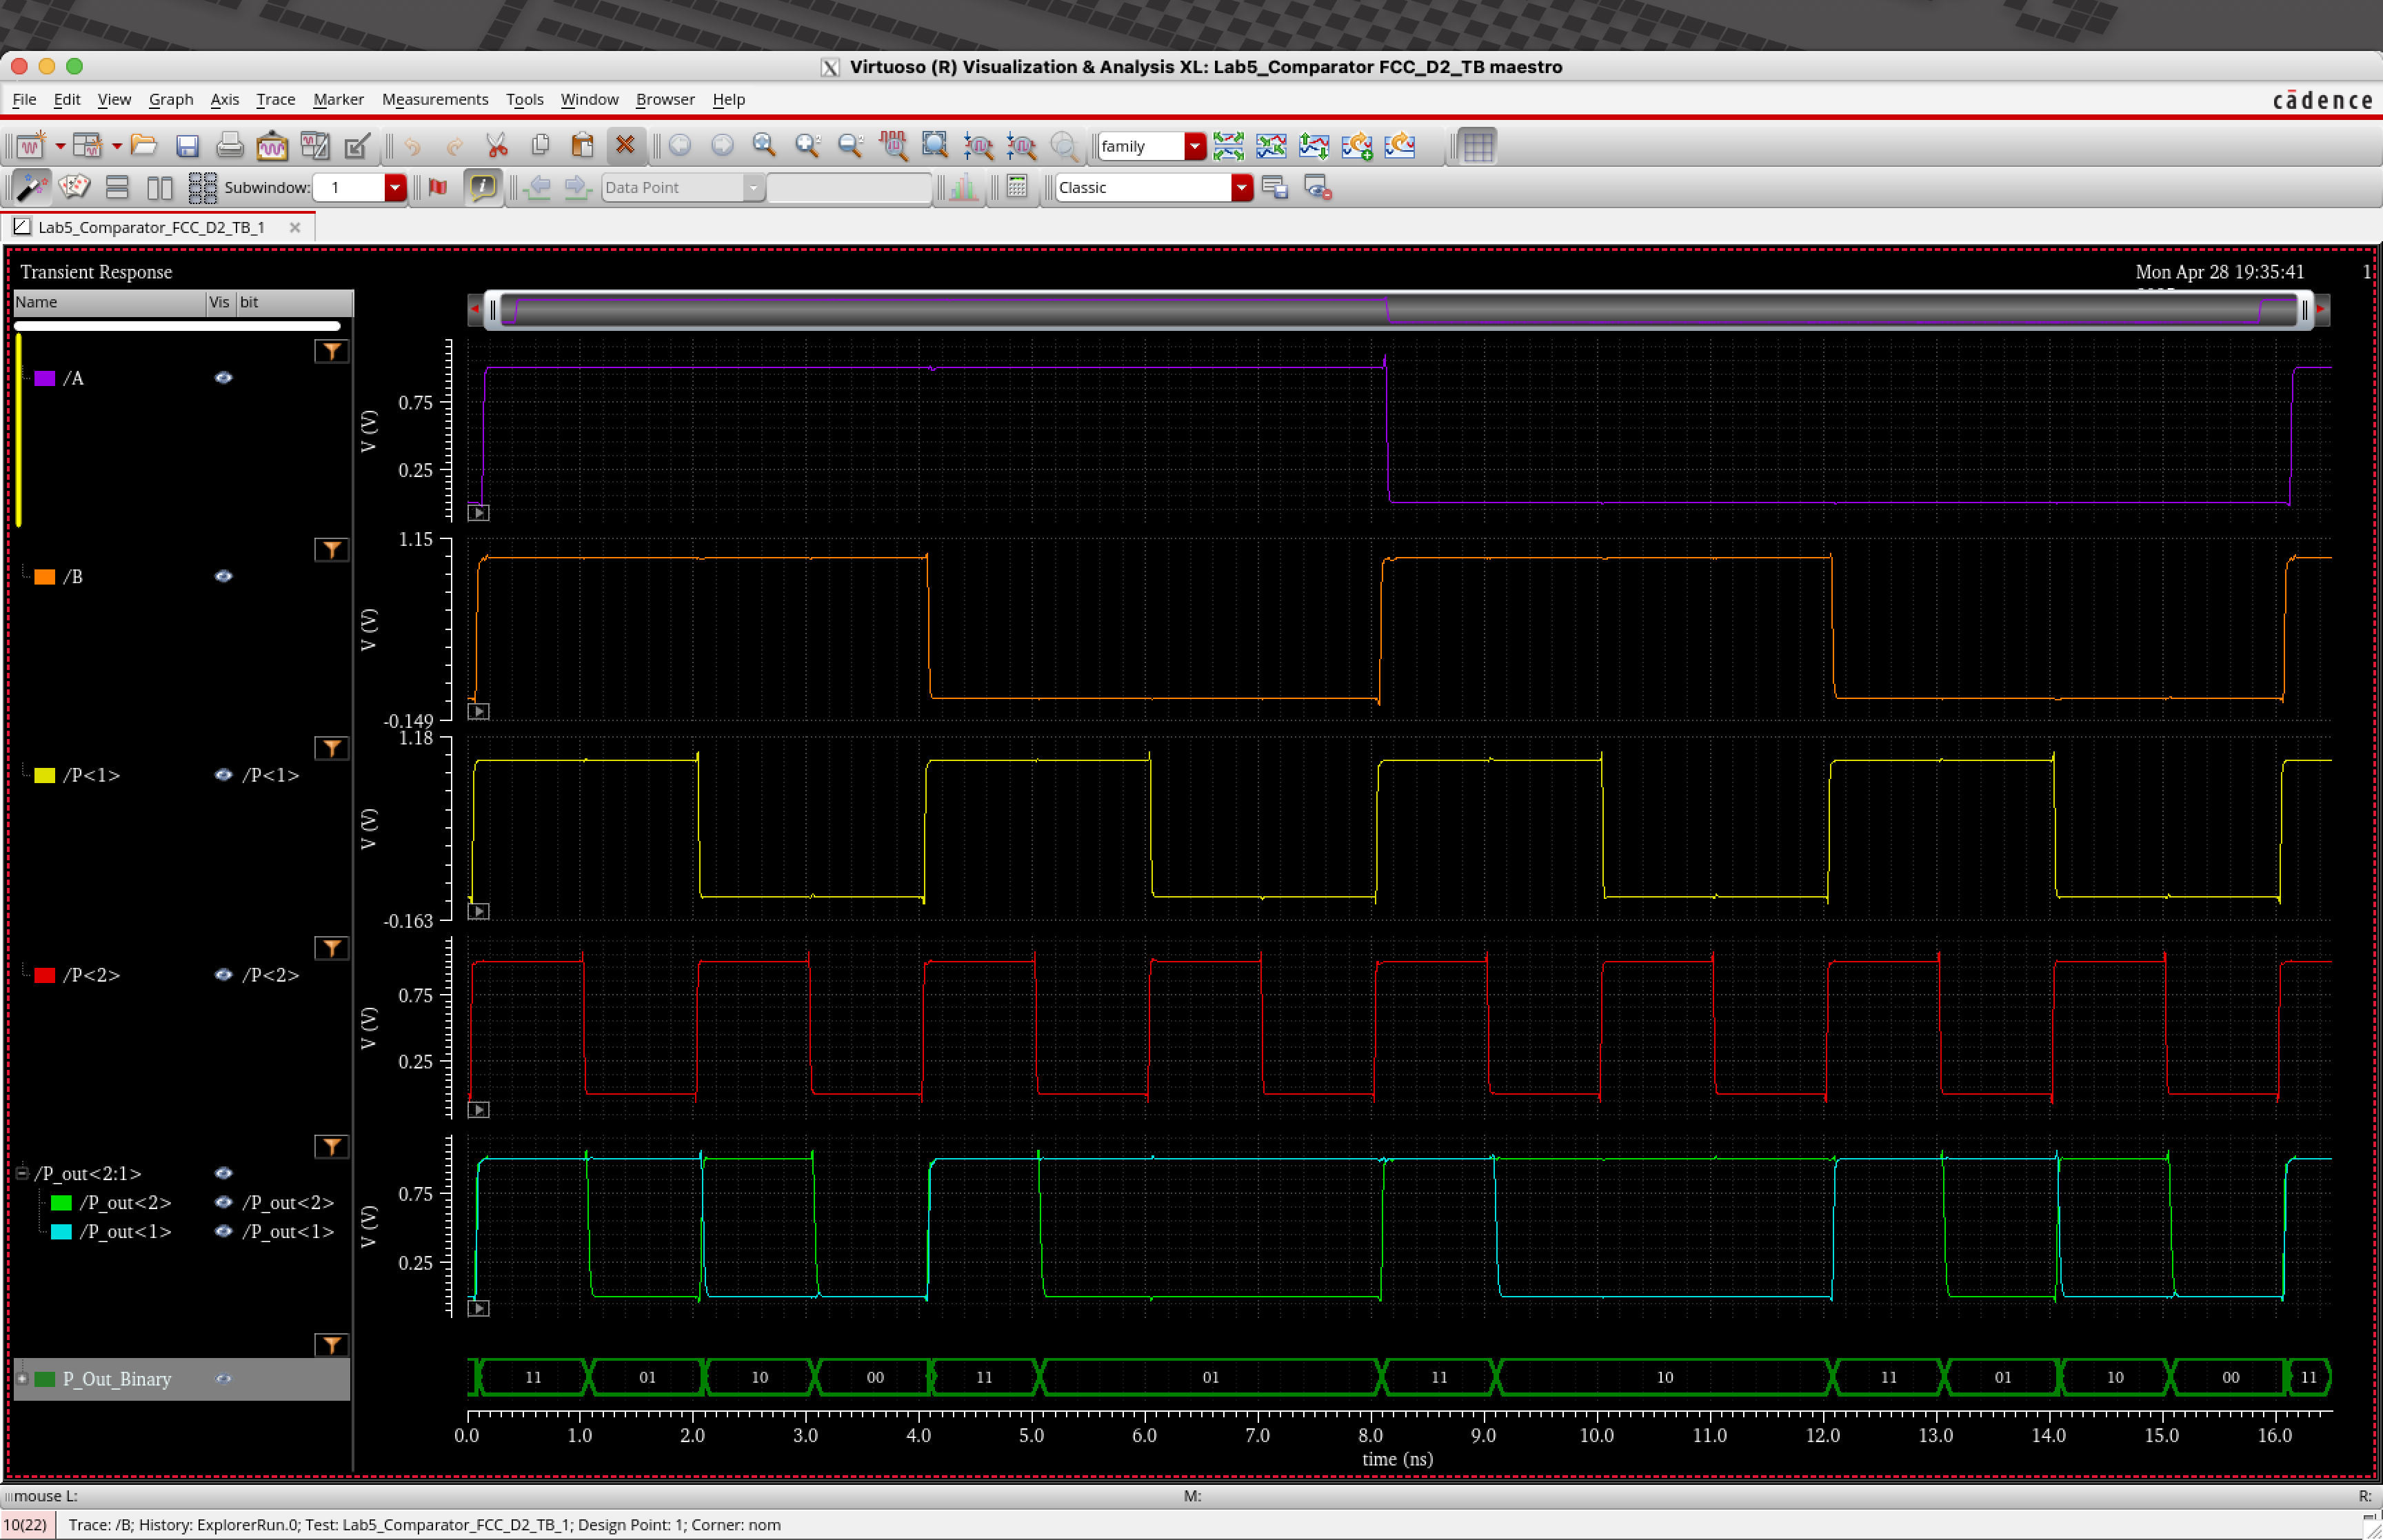 Virtuoso (R) Visualization & Analysis XL: Lab5_Comparator FCC_D2_TB maestro
File Edit View Graph Axis Trace Marker Measurements Tools Window Browser Help
cādence
family
Subwindow: 1 Data Point Classic
Lab5_Comparator_FCC_D2_TB_1
Transient Response Mon Apr 28 19:35:41 1
Name Vis bit
/A
V (V)
0.75
0.25
/B
V (V)
1.15
-0.149
/P<1> /P<1>
V (V)
1.18
-0.163
/P<2> /P<2>
V (V)
0.75
0.25
/P_out<2:1>
/P_out<2> /P_out<2>
/P_out<1> /P_out<1>
V (V)
0.75
0.25
P_Out_Binary 11 01 10 00 11 01 11 10 11 01 10 00 11
0.0 1.0 2.0 3.0 4.0 5.0 6.0 7.0 8.0 9.0 10.0 11.0 12.0 13.0 14.0 15.0 16.0
time (ns)
mouse L: M: R:
10(22) Trace: /B; History: ExplorerRun.0; Test: Lab5_Comparator_FCC_D2_TB_1; Design Point: 1; Corner: nom